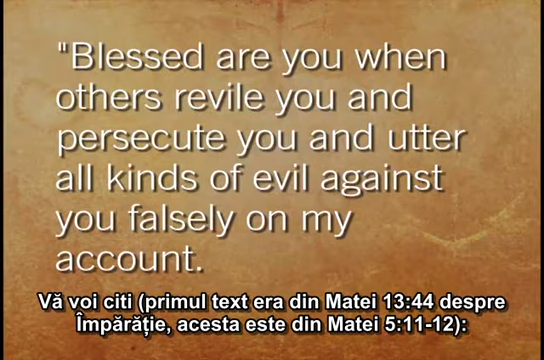 "Blessed are you when
others revile you and
persecute you and utter
all kinds of evil against
you falsely on my
account.
Vă voi citi (primul text era din Matei 13:44 despre
Împărăție, acesta este din Matei 5:11-12):